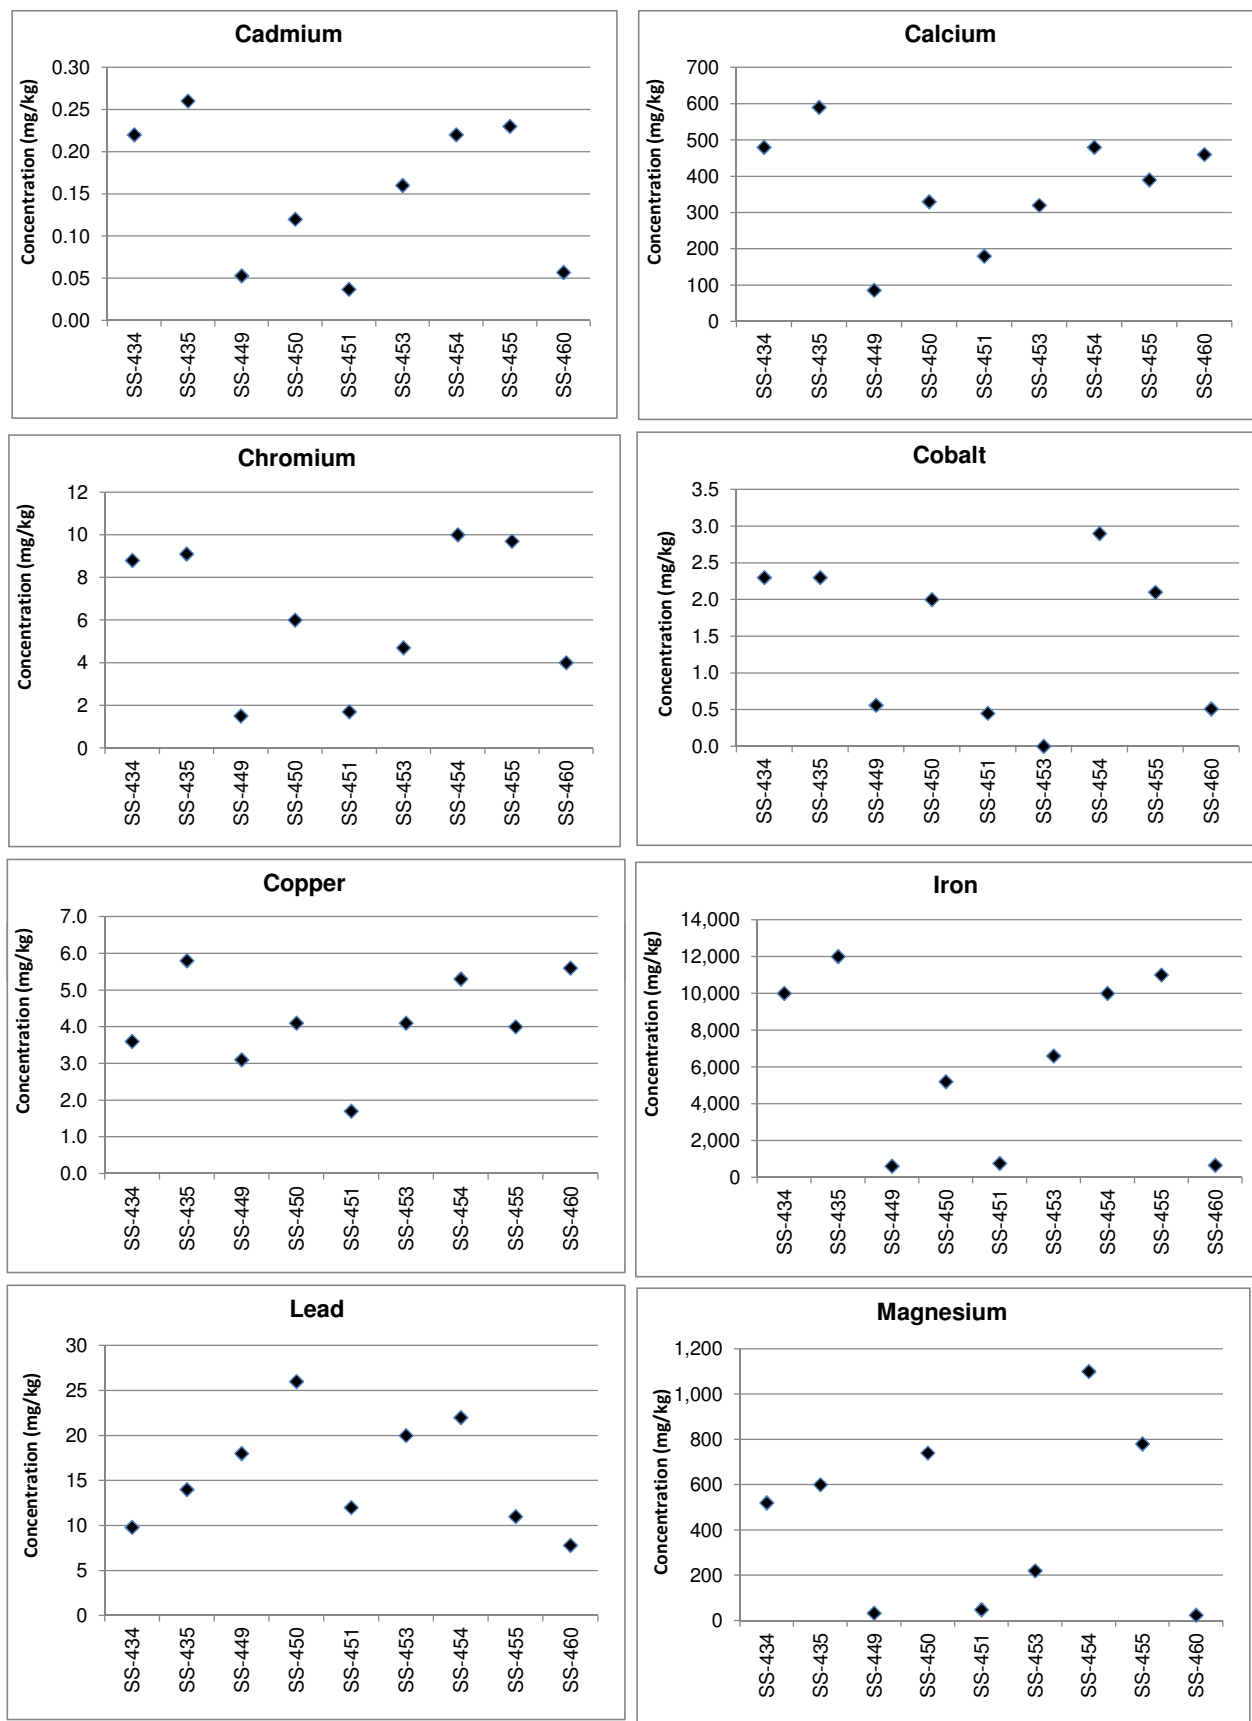 Cadmium
Concentration (mg/kg)
0.30
0.25
0.20
0.15
0.10
0.05
0.00
SS-434
SS-435
SS-449
SS-450
SS-451
SS-453
SS-454
SS-455
SS-460
Calcium
Concentration (mg/kg)
700
600
500
400
300
200
100
0
SS-434
SS-435
SS-449
SS-450
SS-451
SS-453
SS-454
SS-455
SS-460
Chromium
Concentration (mg/kg)
12
10
8
6
4
2
0
SS-434
SS-435
SS-449
SS-450
SS-451
SS-453
SS-454
SS-455
SS-460
Cobalt
Concentration (mg/kg)
3.5
3.0
2.5
2.0
1.5
1.0
0.5
0.0
SS-434
SS-435
SS-449
SS-450
SS-451
SS-453
SS-454
SS-455
SS-460
Copper
Concentration (mg/kg)
7.0
6.0
5.0
4.0
3.0
2.0
1.0
0.0
SS-434
SS-435
SS-449
SS-450
SS-451
SS-453
SS-454
SS-455
SS-460
Iron
Concentration (mg/kg)
14,000
12,000
10,000
8,000
6,000
4,000
2,000
0
SS-434
SS-435
SS-449
SS-450
SS-451
SS-453
SS-454
SS-455
SS-460
Lead
Concentration (mg/kg)
30
25
20
15
10
5
0
SS-434
SS-435
SS-449
SS-450
SS-451
SS-453
SS-454
SS-455
SS-460
Magnesium
Concentration (mg/kg)
1,200
1,000
800
600
400
200
0
SS-434
SS-435
SS-449
SS-450
SS-451
SS-453
SS-454
SS-455
SS-460